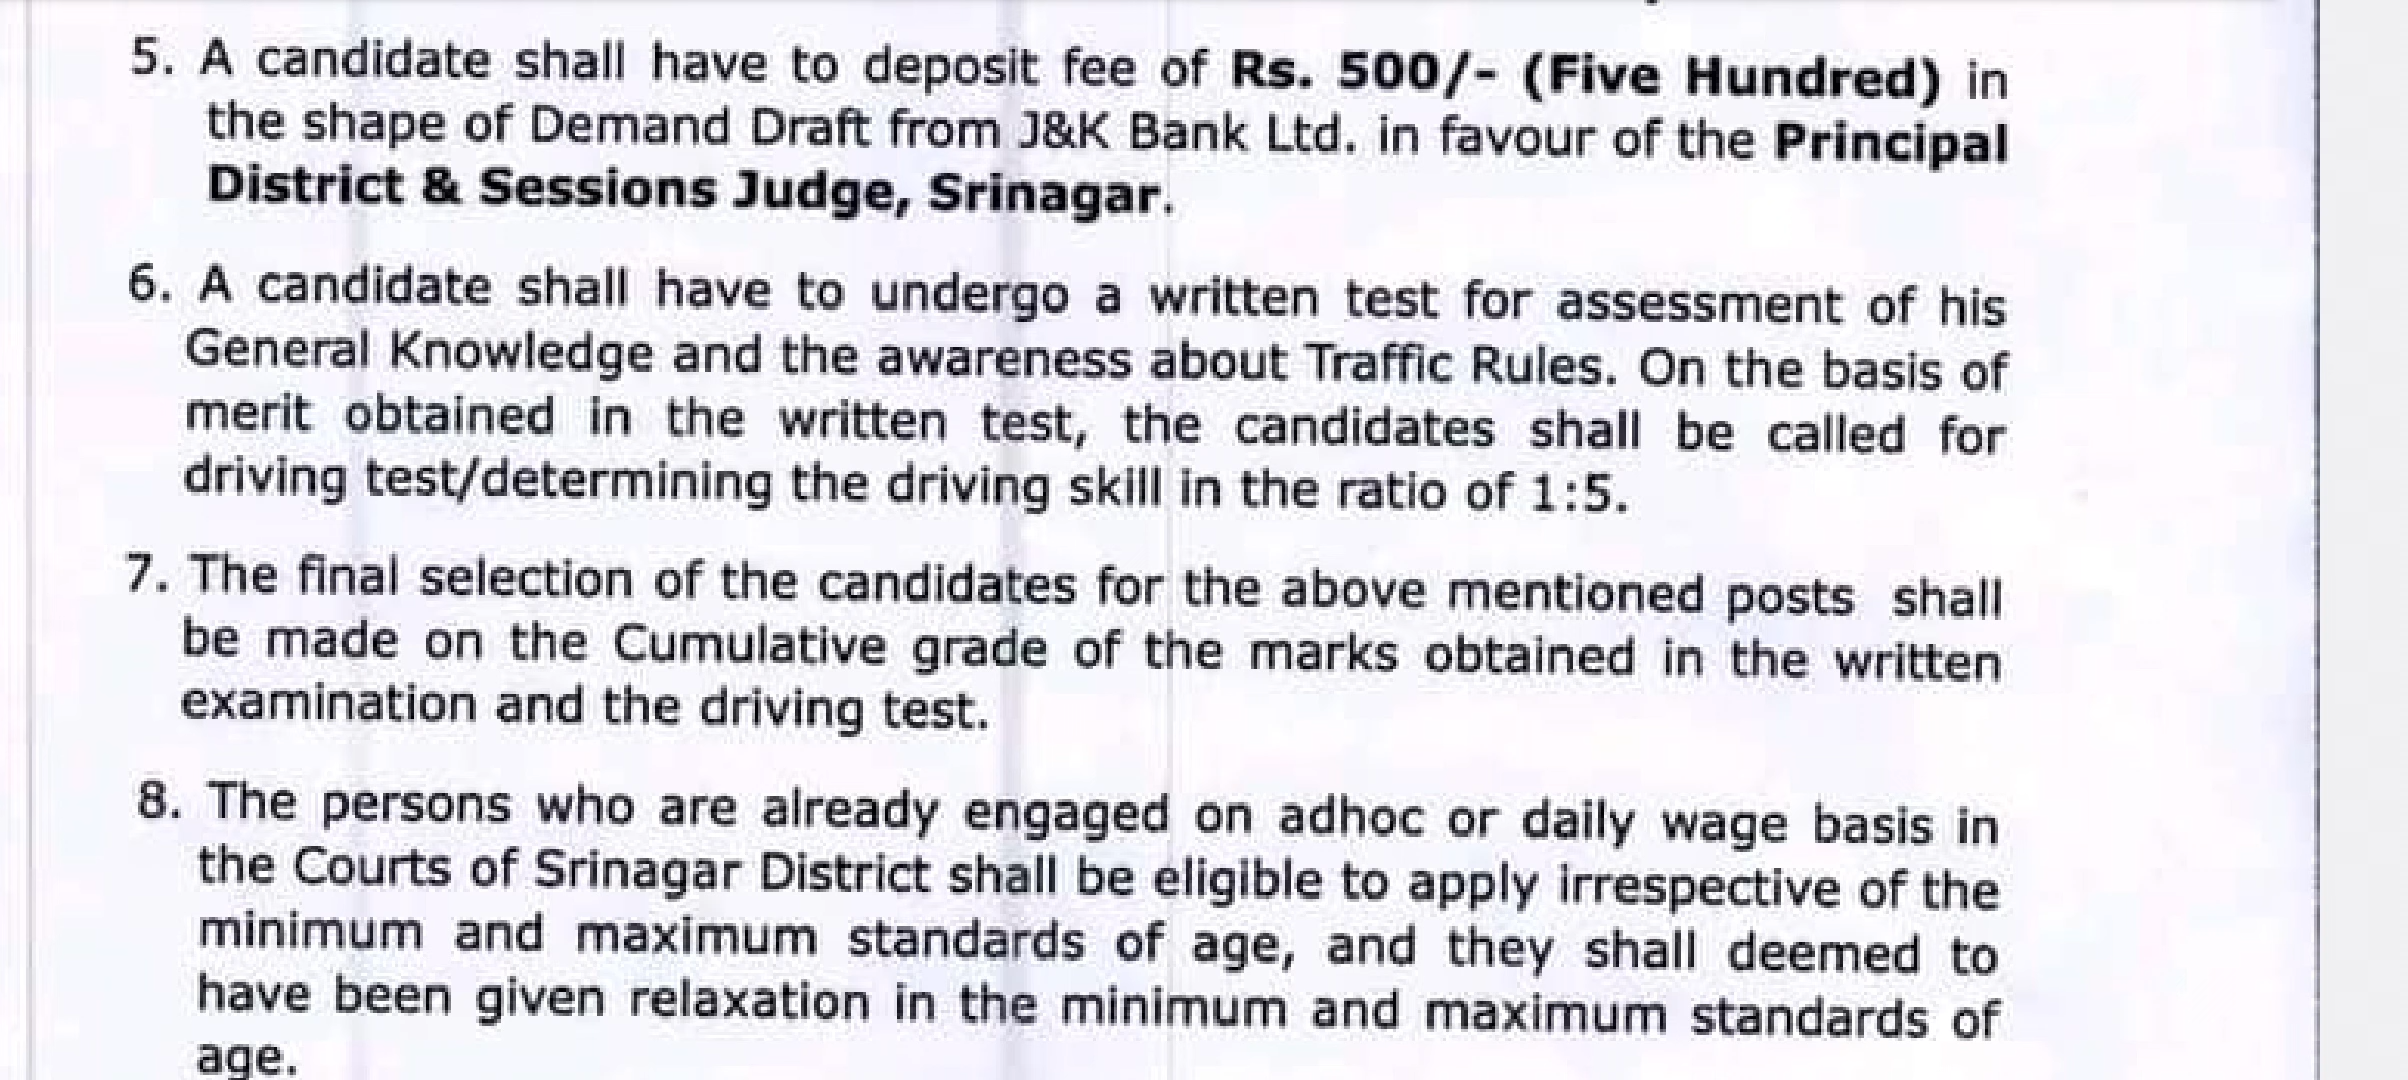 5. A candidate shall have to deposit fee of Rs. 500/- (Five Hundred) in
the shape of Demand Draft from J&K Bank Ltd. in favour of the Principal
District & Sessions Judge, Srinagar.
6. A candidate shall have to undergo a written test for assessment of his
General Knowledge and the awareness about Traffic Rules. On the basis of
merit obtained in the written test, the candidates shall be called for
driving test/determining the driving skill in the ratio of 1:5.
7. The final selection of the candidates for the above mentioned posts shall
be made on the Cumulative grade of the marks obtained in the written
examination and the driving test.
8. The persons who are already engaged on adhoc or daily wage basis in
the Courts of Srinagar District shall be eligible to apply irrespective of the
minimum and maximum standards of age, and they shall deemed to
have been given relaxation in the minimum and maximum standards of
age.